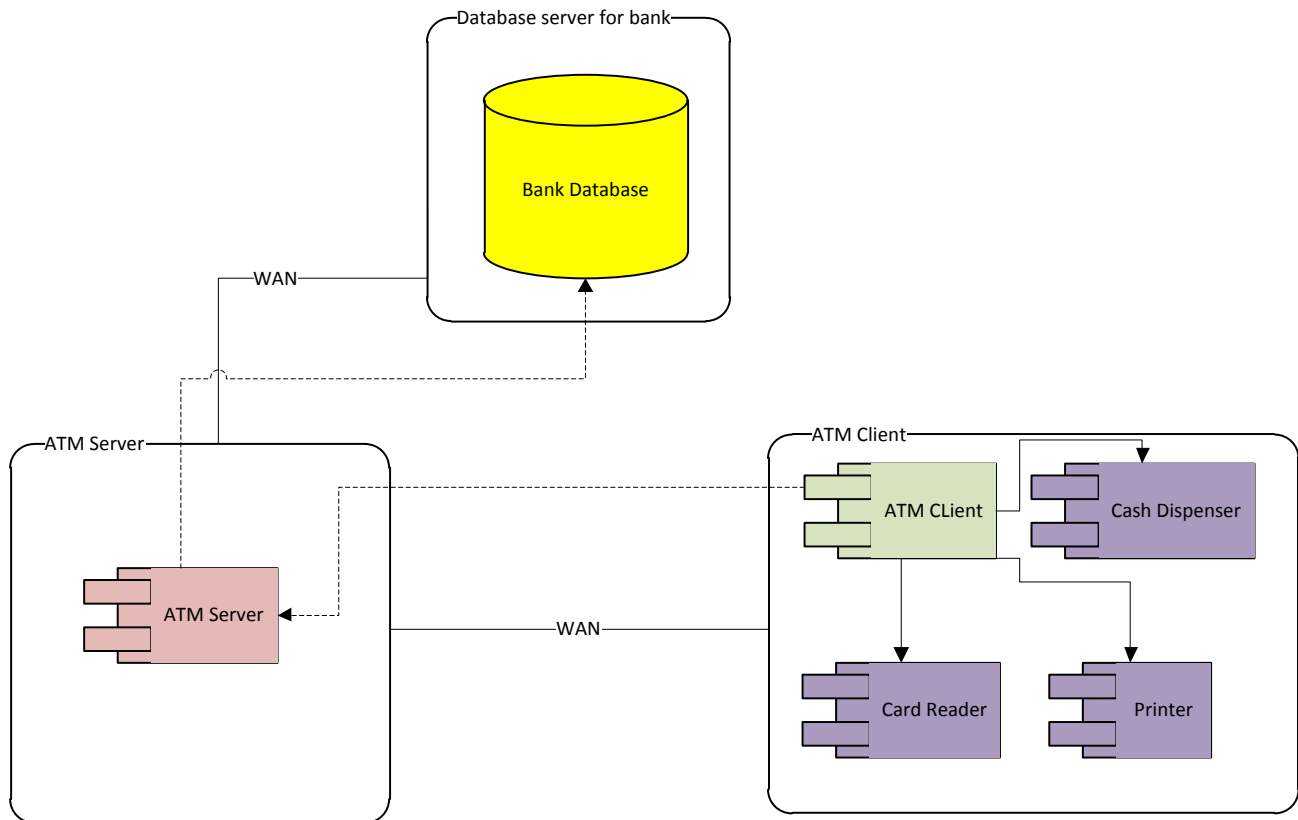 Database server for bank
Bank Database
WAN
ATM Server
ATM Client
ATM CLient
Cash Dispenser
ATM Server
WAN
Card Reader
Printer